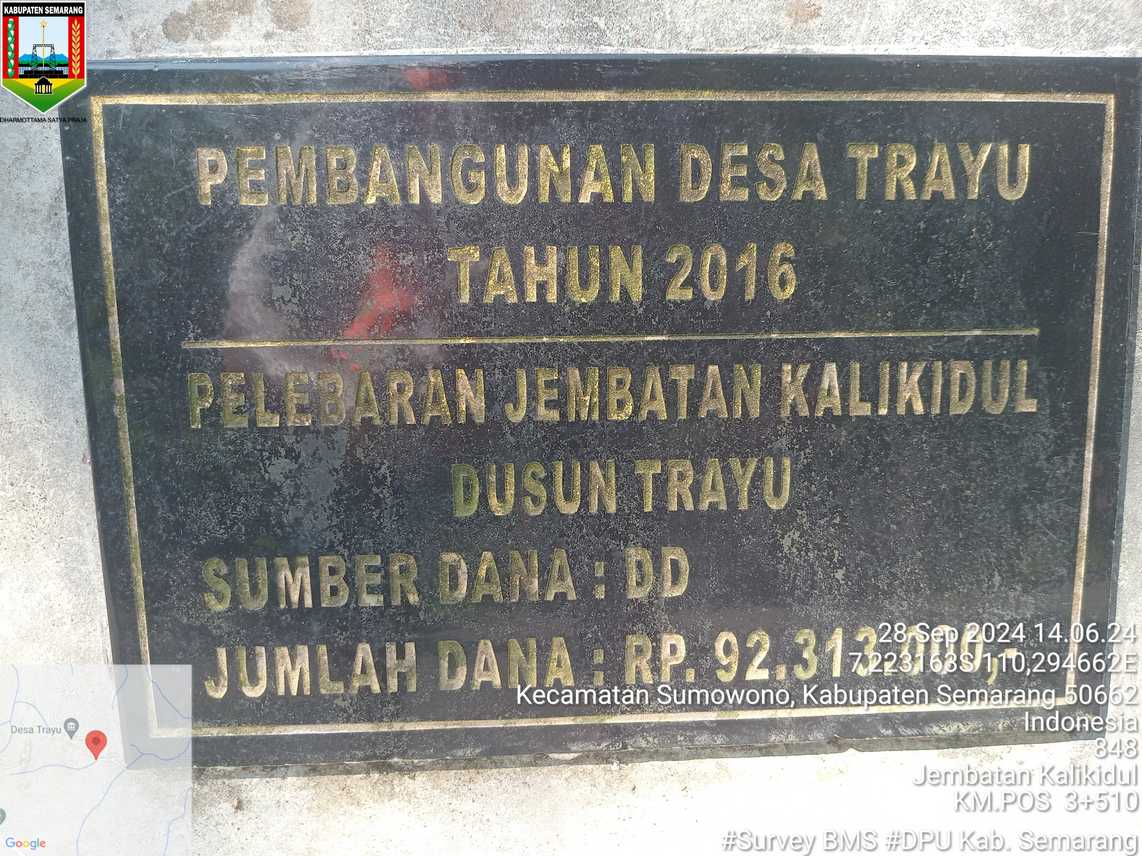 KABUPATEN SEMARANG
DHARMOTTAMA SATYA PRAJA
PEMBANGUNAN DESA TRAYU
TAHUN 2016
PELEBARAN JEMBATAN KALIKIDUL
DUSUN TRAYU
SUMBER DANA : DD
JUMLAH DANA : RP. 92.313.000,-
28 Sep 2024 14.06.24
7,223163S 110,294662E
Kecamatan Sumowono, Kabupaten Semarang 50662
Indonesia
848
Jembatan Kalikidul
KM.POS 3+510
#Survey BMS #DPU Kab. Semarang
Desa Trayu
Google